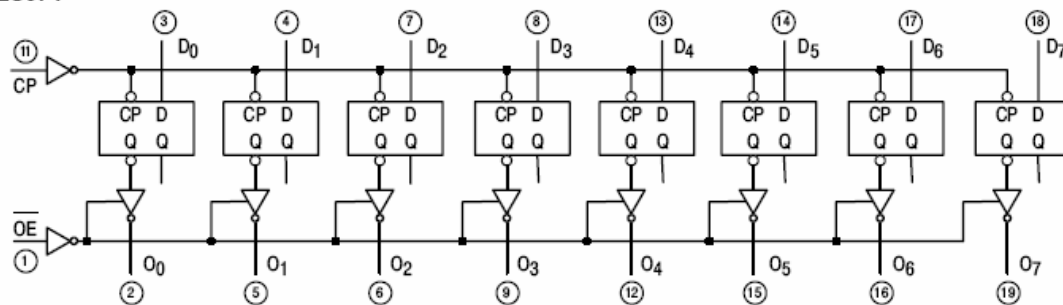 ③ ④ ⑦ ⑧ ⑬ ⑭ ⑰ ⑱
D0 D1 D2 D3 D4 D5 D6 D7
⑪
CP
CP D CP D CP D CP D CP D CP D CP D CP D
Q Q Q Q Q Q Q Q Q Q Q Q Q Q Q Q
OE
①
O0 O1 O2 O3 O4 O5 O6 O7
② ⑤ ⑥ ⑨ ⑫ ⑮ ⑯ ⑲